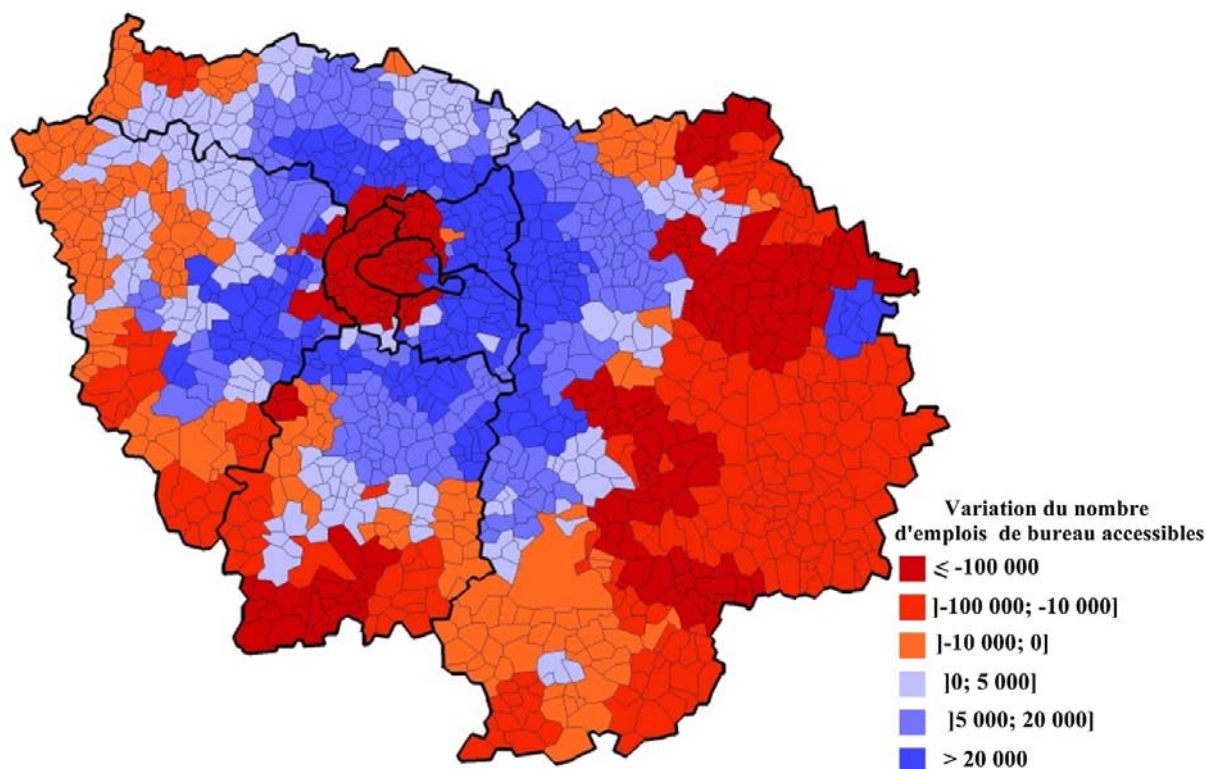 Variation du nombre
d'emplois de bureau accessibles
⩽ -100 000
]-100 000; -10 000]
]-10 000; 0]
]0; 5 000]
]5 000; 20 000]
> 20 000